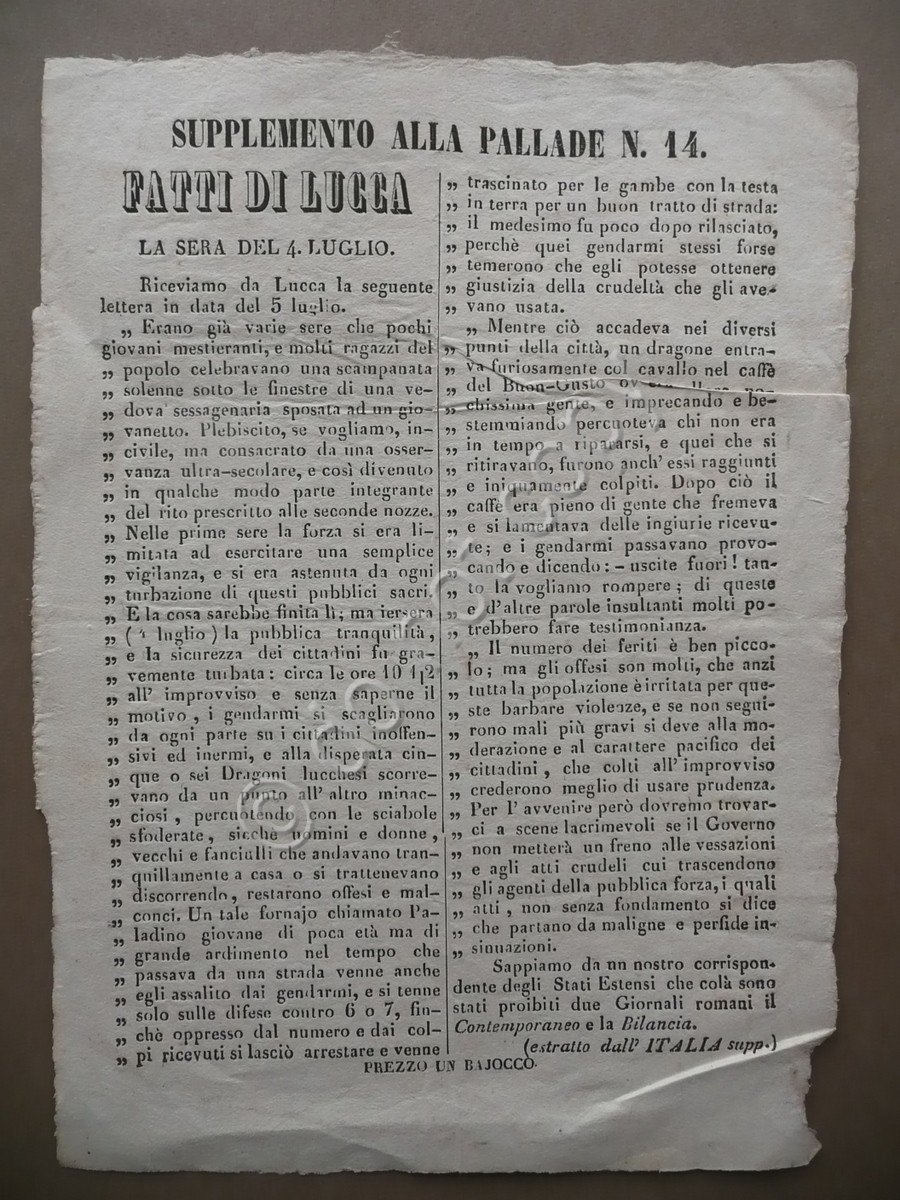 SUPPLEMENTO ALLA PALLADE N. 14.
FATTI DI LUCCA
LA SERA DEL 4. LUGLIO.
Riceviamo da Lucca la seguente
lettera in data del 5 luglio.
„ Erano già varie sere che pochi
giovani mestieranti, e molti ragazzi del
„ popolo celebravano una scampanata
„ solenne sotto le finestre di una ve-
„ dova sessagenaria sposata ad un gio-
„ vanetto. Plebiscito, se vogliamo, in-
„ civile, ma consacrato da una osser-
„ vanza ultra-secolare, e così divenuto
„ in qualche modo parte integrante
„ del rito prescritto alle seconde nozze.
„ Nelle prime sere la forza si era li-
„ mitata ad esercitare una semplice
„ vigilanza, e si era astenuta da ogni
„ turbazione di questi pubblici sacri.
„ E la cosa sarebbe finita lì; ma iersera
„ (4 luglio) la pubblica tranquilità,
„ e la sicurezza dei cittadini fu gra-
„ vemente turbata: circa le ore 10 1/2
„ all' improvviso e senza saperne il
„ motivo, i gendarmi si scagliarono
„ da ogni parte su i cittadini inoffen-
„ sivi ed inermi, e alla disperata cin-
„ que o sei Dragoni lucchesi scorre-
„ vano da un punto all' altro minac-
„ ciosi, percuotendo con le sciabole
„ sfoderate, sicchè uomini e donne,
„ vecchi e fanciulli che andavano tran-
„ quillamente a casa o si trattenevano
„ discorrendo, restarono offesi e mal-
„ conci. Un tale fornajo chiamato Pa-
„ ladino giovane di poca età ma di
„ grande ardimento nel tempo che
„ passava da una strada venne anche
„ egli assalito dai gendarmi, e si tenne
„ solo sulle difese contro 6 o 7, fin-
„ chè oppresso dal numero e dai col-
„ pi ricevuti si lasciò arrestare e venne
„ trascinato per le gambe con la testa
„ in terra per un buon tratto di strada:
„ il medesimo fu poco dopo rilasciato,
„ perchè quei gendarmi stessi forse
„ temerono che egli potesse ottenere
„ giustizia della crudeltà che gli ave-
„ vano usata.
„ Mentre ciò accadeva nei diversi
„ punti della città, un dragone entra-
„ va furiosamente col cavallo nel caffè
„ del Buon-Gusto
„ chissima gente, e imprecando e be-
„ stemmiando percuoteva chi non era
„ in tempo a ripararsi, e quei che si
„ ritiravano, furono anch' essi raggiunti
„ e iniquamente colpiti. Dopo ciò il
„ caffè era pieno di gente che fremeva
„ e si lamentava delle ingiurie ricevu-
„ te; e i gendarmi passavano provo-
„ cando e dicendo: - uscite fuori! tan-
„ to la vogliamo rompere; di queste
„ e d'altre parole insultanti molti po-
„ trebbero fare testimonianza.
„ Il numero dei feriti è ben picco-
„ lo; ma gli offesi son molti, che anzi
„ tutta la popolazione è irritata per que-
„ ste barbare violenze, e se non segui-
„ rono mali più gravi si deve alla mo-
„ derazione e al carattere pacifico dei
„ cittadini, che colti all' improvviso
„ crederono meglio di usare prudenza.
„ Per l' avvenire però dovremo trovar-
„ ci a scene lacrimevoli se il Governo
„ non metterà un freno alle vessazioni
„ e agli atti crudeli cui trascendono
„ gli agenti della pubblica forza, i quali
„ atti, non senza fondamento si dice
„ che partano da maligne e perfide in-
„ sinuazioni.
Sappiamo da un nostro corrispon-
dente degli Stati Estensi che colà sono
stati proibiti due Giornali romani il
Contemporaneo e la Bilancia.
(estratto dall' ITALIA supp.)
PREZZO UN BAJOCCO.